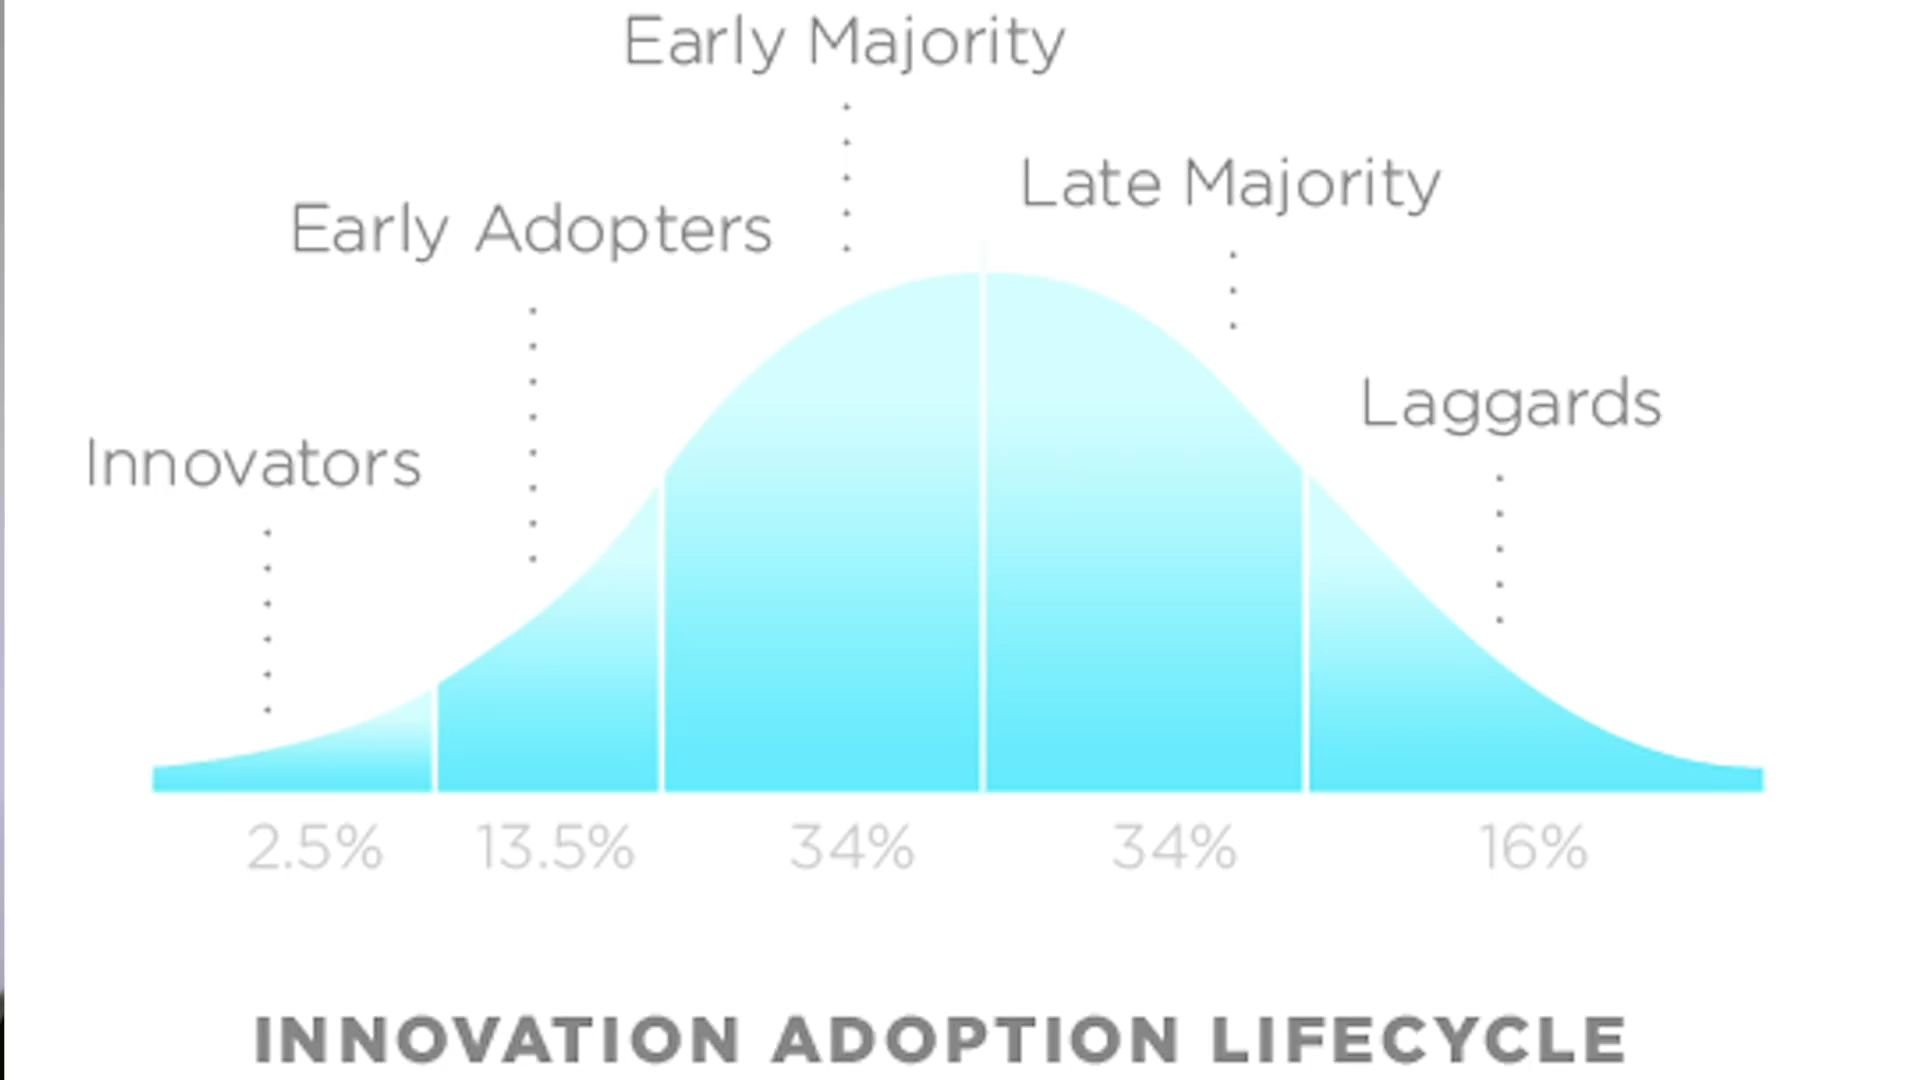 Early Majority
Late Majority
Early Adopters
Laggards
Innovators
2.5% 13.5% 34% 34% 16%
INNOVATION ADOPTION LIFECYCLE